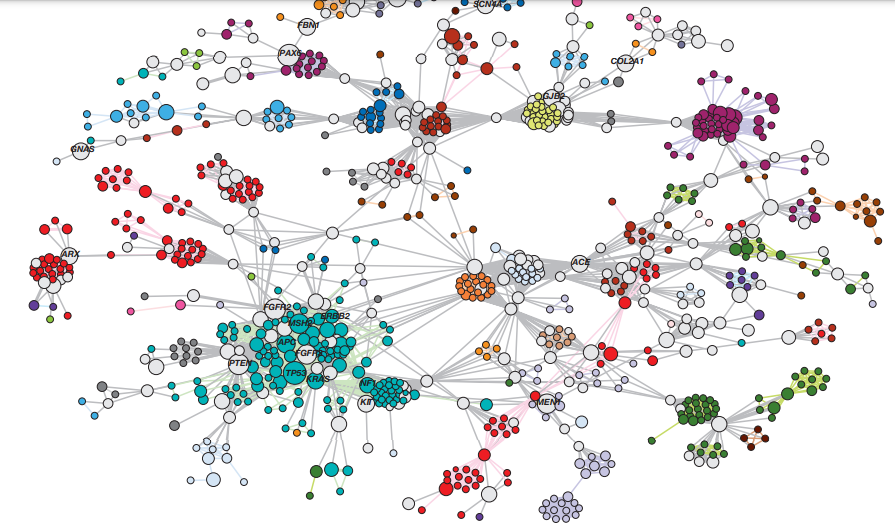 SCN4A
FBN1
PAX6
COL2A1
GJB2
GNAS
ARX
ACE
FGFR2
ERBB2
MSH2
APC
FGFR3
PTEN
TP53
KRAS
NF1
KIT
MEN1